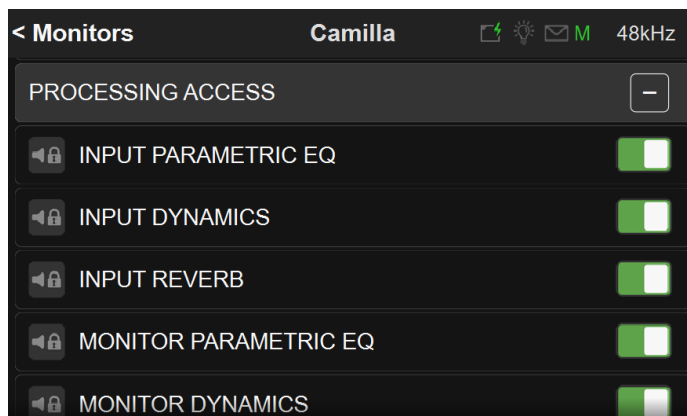 < Monitors Camilla M 48kHz
PROCESSING ACCESS −
INPUT PARAMETRIC EQ
INPUT DYNAMICS
INPUT REVERB
MONITOR PARAMETRIC EQ
MONITOR DYNAMICS